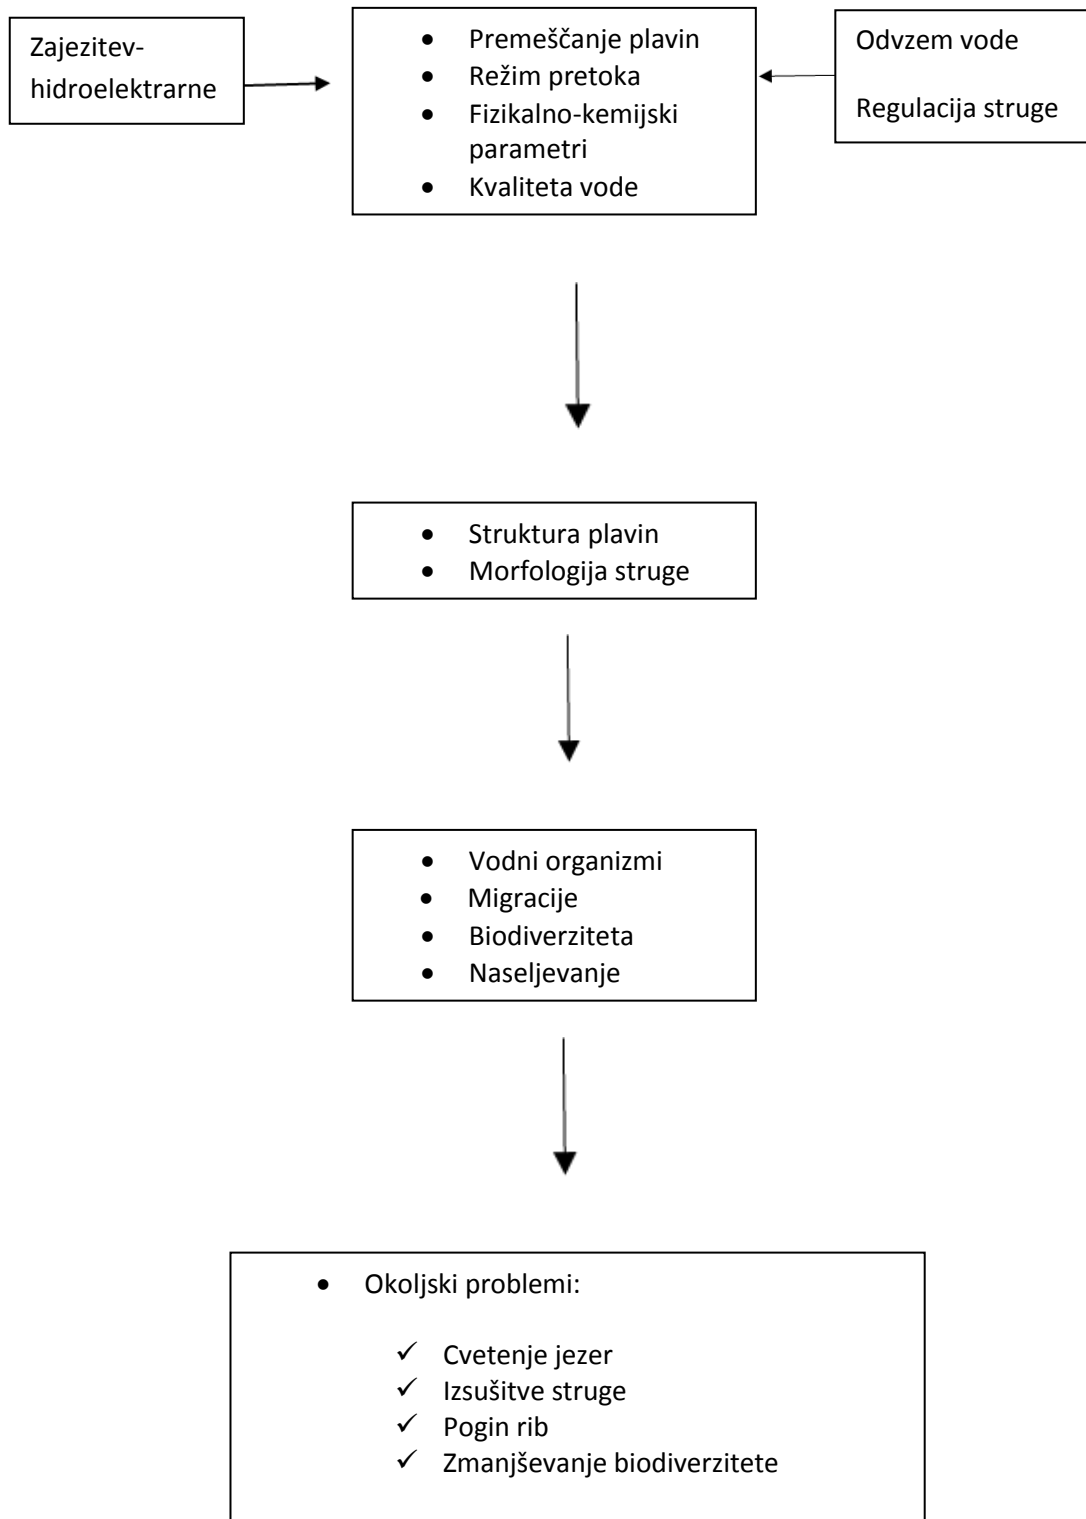 Zajezitev-
hidroelektrarne
• Premeščanje plavin
• Režim pretoka
• Fizikalno-kemijski
parametri
• Kvaliteta vode
Odvzem vode
Regulacija struge
• Struktura plavin
• Morfologija struge
• Vodni organizmi
• Migracije
• Biodiverziteta
• Naseljevanje
• Okoljski problemi:
✓ Cvetenje jezer
✓ Izsušitve struge
✓ Pogin rib
✓ Zmanjševanje biodiverzitete